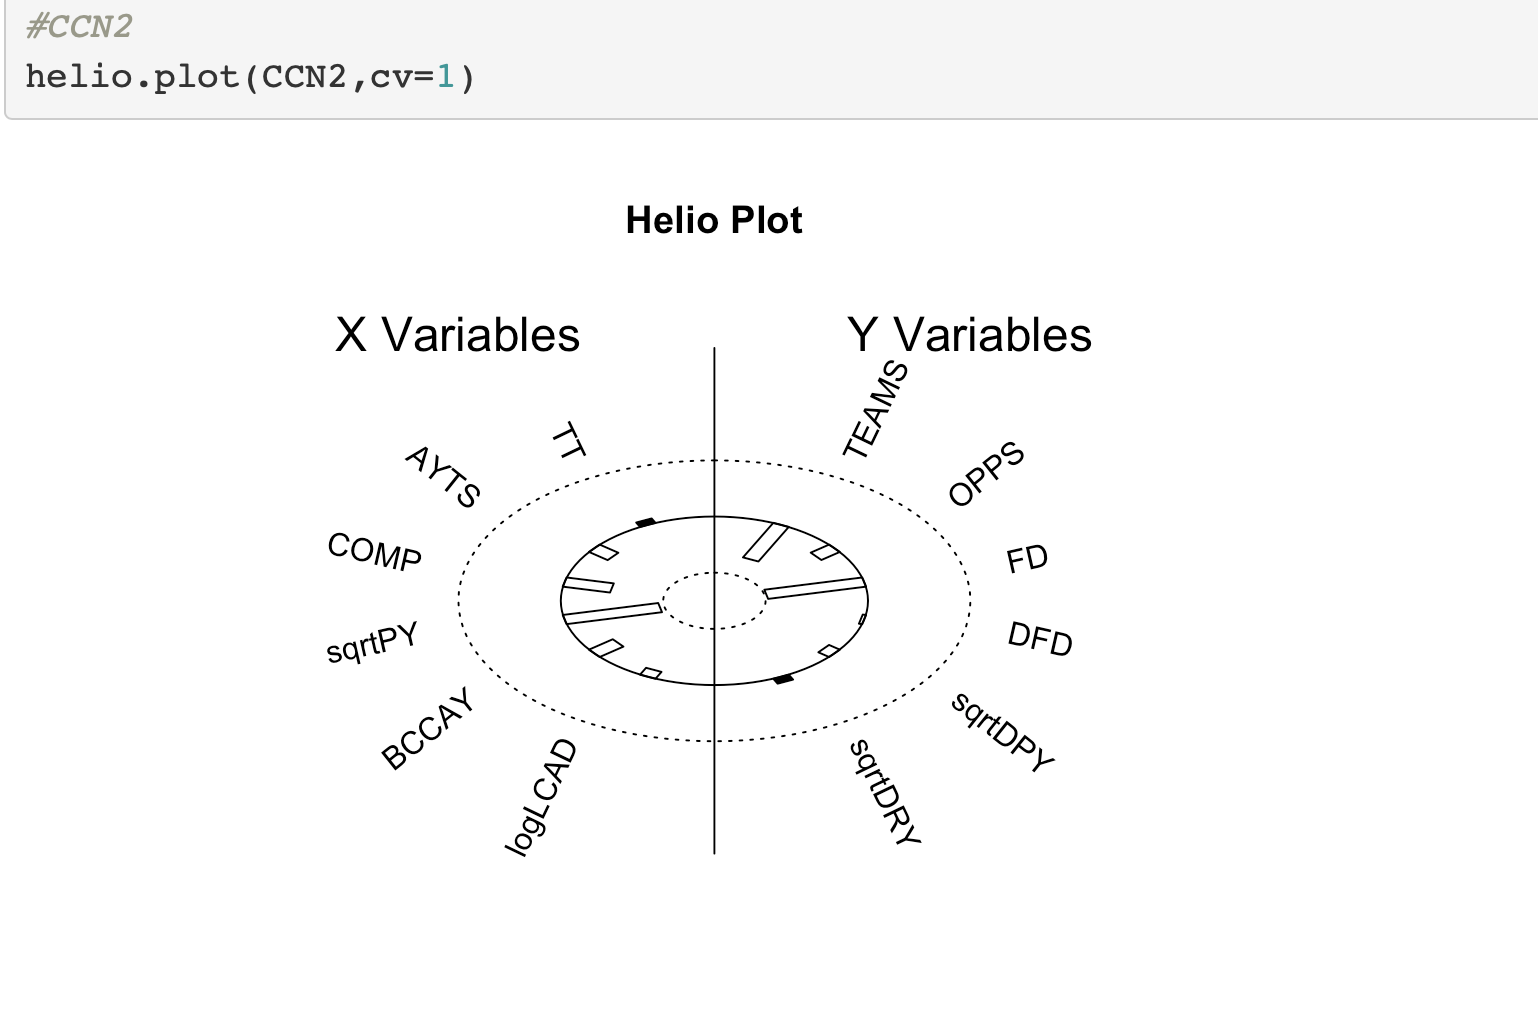 #CCN2
helio.plot(CCN2,cv=1)
Helio Plot
X Variables
Y Variables
TT
TEAMS
AYTS
OPPS
COMP
FD
sqrtPY
DFD
BCCAY
sqrtDPY
logLCAD
sqrtDRY